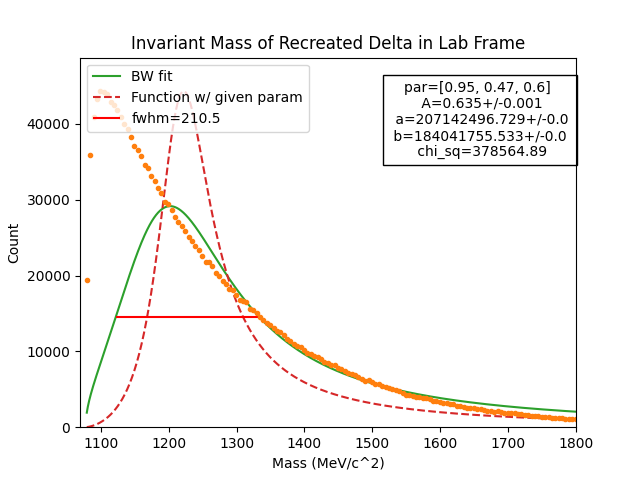 Invariant Mass of Recreated Delta in Lab Frame
BW fit
Function w/ given param
fwhm=210.5
par=[0.95, 0.47, 0.6]
A=0.635+/-0.001
a=207142496.729+/-0.0
b=184041755.533+/-0.0
chi_sq=378564.89
Count
40000
30000
20000
10000
0
1100 1200 1300 1400 1500 1600 1700 1800
Mass (MeV/c^2)